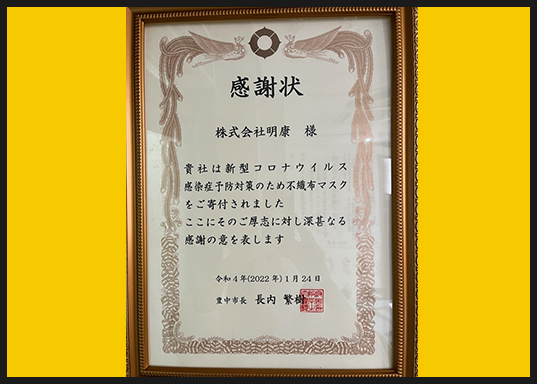 感謝状
株式会社明康 様
貴社は新型コロナウイルス
感染症予防対策のため不織布マスク
をご寄付されました
ここにそのご厚志に対し深甚なる
感謝の意を表します
令和4年(2022年)1月24日
豊中市長 長内 繁樹